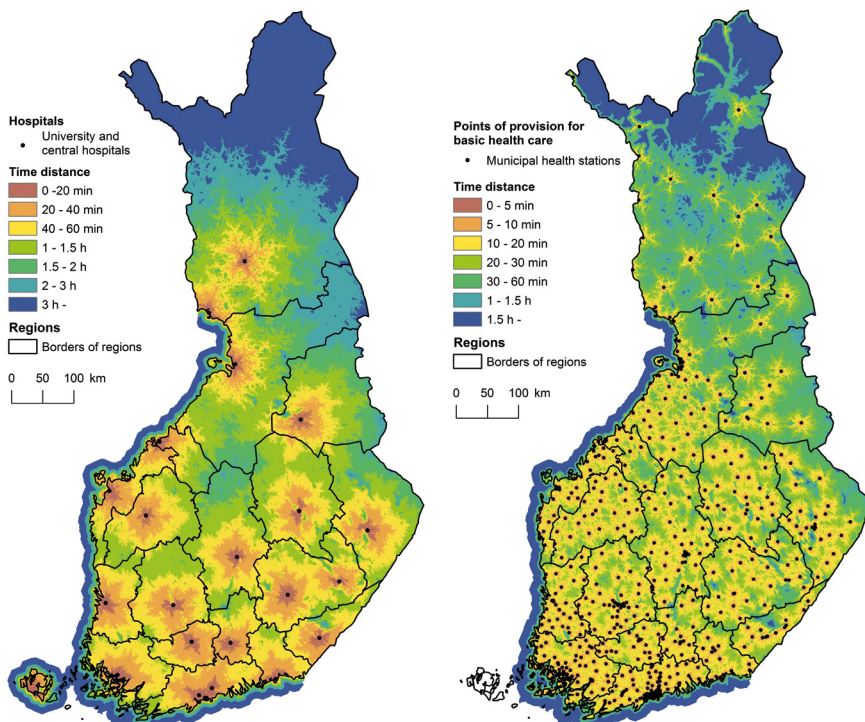 Hospitals
University and
central hospitals
Time distance
0 -20 min
20 - 40 min
40 - 60 min
1 - 1.5 h
1.5 - 2 h
2 - 3 h
3 h -
Regions
Borders of regions
0 50 100 km
Points of provision for
basic health care
Municipal health stations
Time distance
0 - 5 min
5 - 10 min
10 - 20 min
20 - 30 min
30 - 60 min
1 - 1.5 h
1.5 h -
Regions
Borders of regions
0 50 100 km